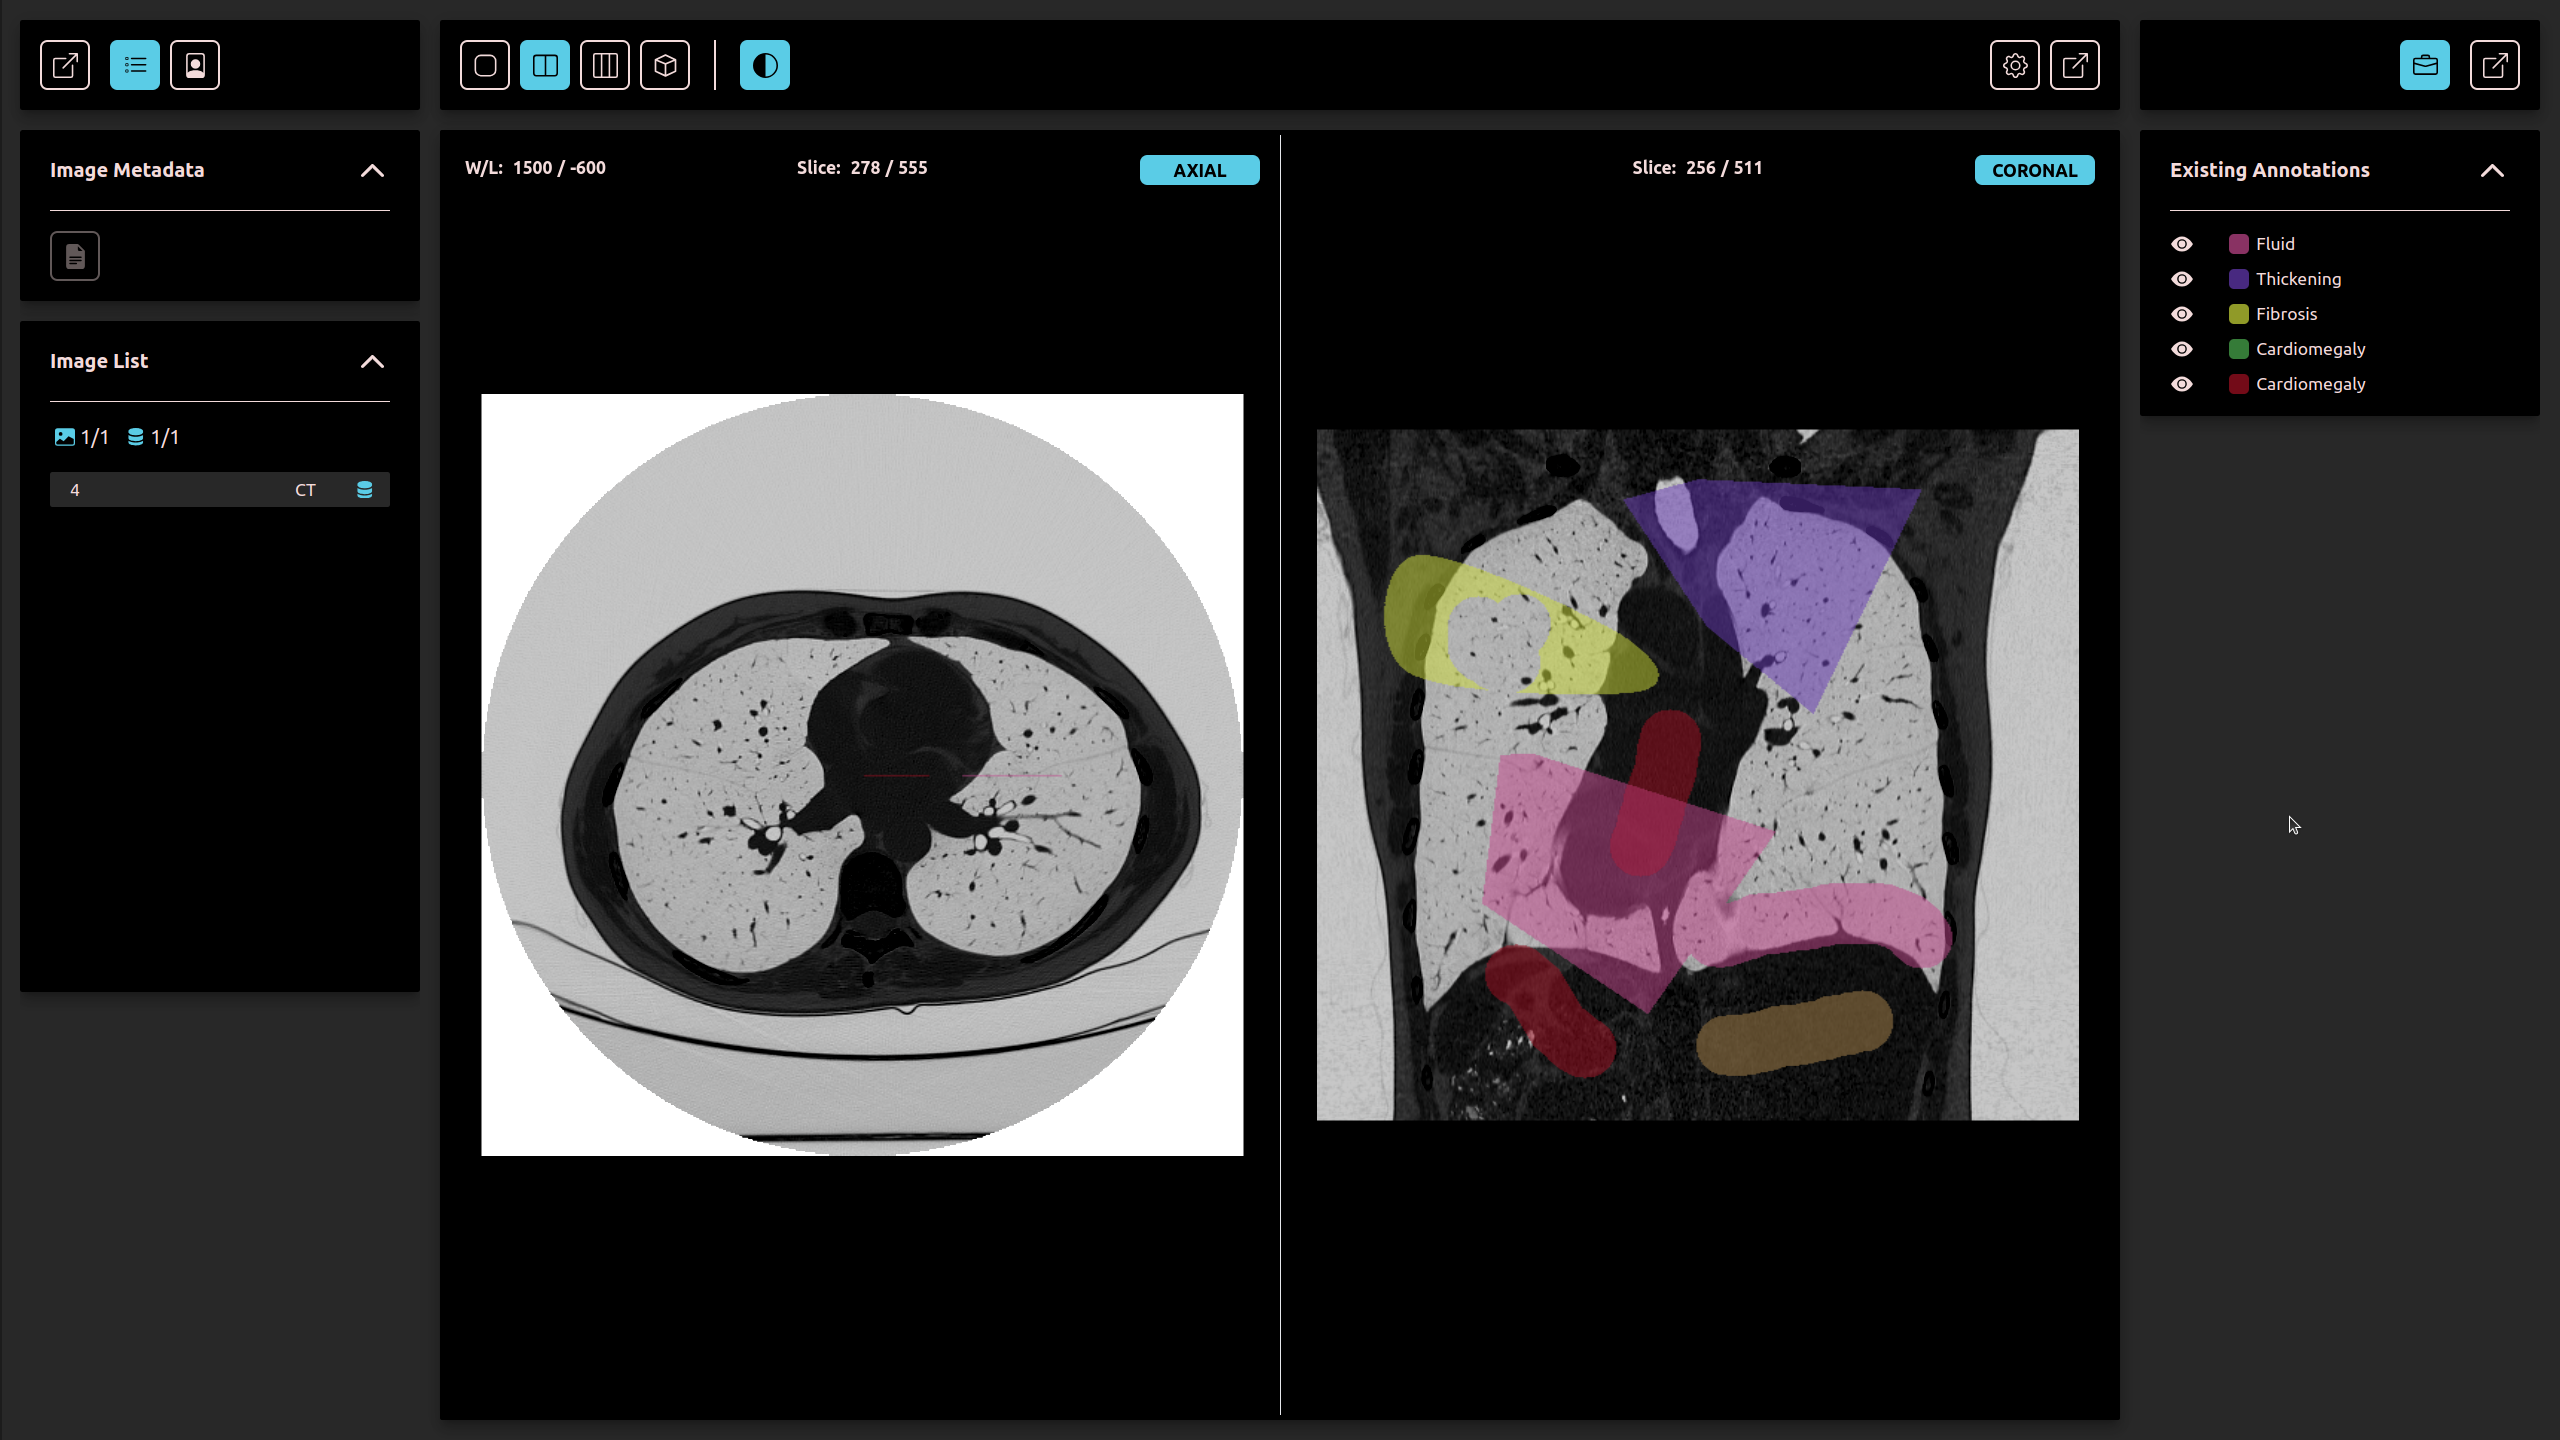 Image Metadata
Image List
1/1 1/1
4 CT
W/L: 1500 / -600 Slice: 278 / 555 AXIAL
Slice: 256 / 511 CORONAL
Existing Annotations
Fluid
Thickening
Fibrosis
Cardiomegaly
Cardiomegaly